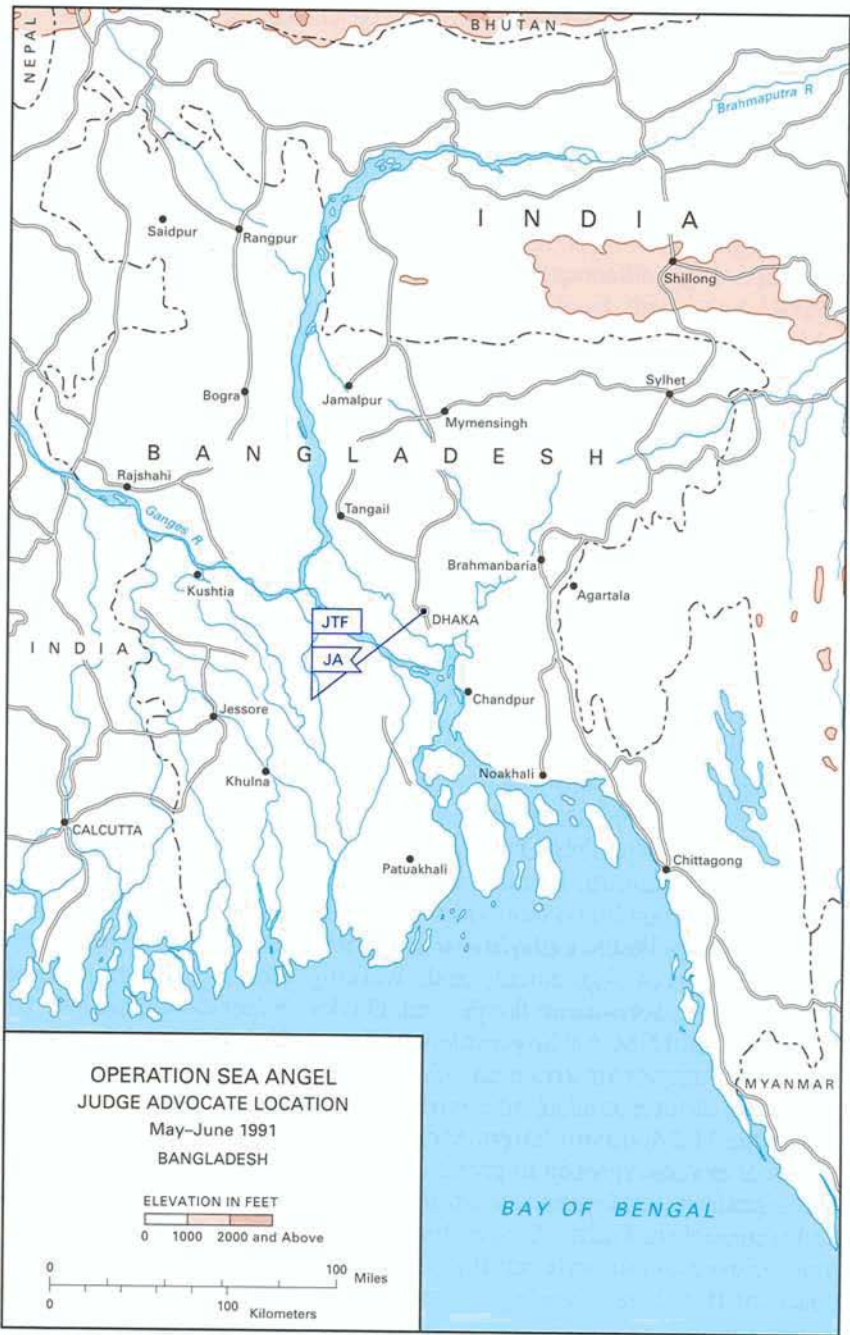 NEPAL
BHUTAN
Brahmaputra R
INDIA
Saidpur
Rangpur
Shillong
Bogra
Jamalpur
Sylhet
Mymensingh
BANGLADESH
Rajshahi
Ganges R
Tangail
Brahmanbaria
Kushtia
Agartala
DHAKA
JTF
JA
INDIA
Chandpur
Jessore
Khulna
Noakhali
CALCUTTA
Patuakhali
Chittagong
MYANMAR
BAY OF BENGAL
OPERATION SEA ANGEL
JUDGE ADVOCATE LOCATION
May–June 1991
BANGLADESH
ELEVATION IN FEET
0 1000 2000 and Above
0 100 Miles
0 100 Kilometers